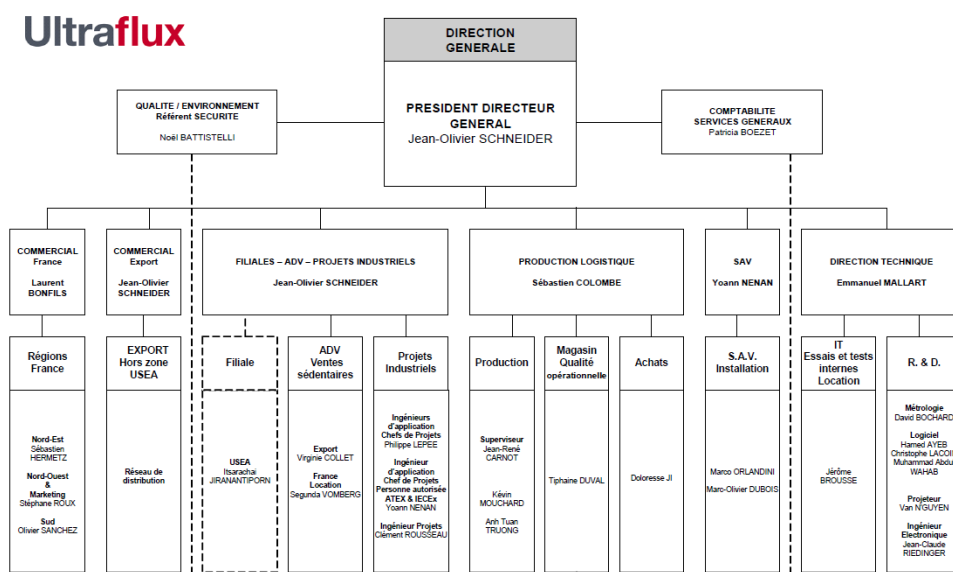 Ultraflux
DIRECTION
GENERALE
PRESIDENT DIRECTEUR
GENERAL
Jean-Olivier SCHNEIDER
QUALITE / ENVIRONNEMENT
Référent SECURITE
Noël BATTISTELLI
COMPTABILITE
SERVICES GENERAUX
Patricia BOEZET
COMMERCIAL
France
Laurent
BONFILS
COMMERCIAL
Export
Jean-Olivier
SCHNEIDER
FILIALES – ADV – PROJETS INDUSTRIELS
Jean-Olivier SCHNEIDER
PRODUCTION LOGISTIQUE
Sébastien COLOMBE
SAV
Yoann NENAN
DIRECTION TECHNIQUE
Emmanuel MALLART
Régions
France
Nord-Est
Sébastien
HERMETZ
Nord-Ouest
&
Marketing
Stéphane ROUX
Sud
Olivier SANCHEZ
EXPORT
Hors zone
USEA
Réseau de
distribution
Filiale
USEA
Itsarachai
JIRANANTIPORN
ADV
Ventes
sédentaires
Export
Virginie COLLET
France
Location
Segunda VOMBERG
Projets
Industriels
Ingénieurs
d'application
Chefs de Projets
Philippe LEPEE
Ingénieur
d'application
Chef de Projets
Personne autorisée
ATEX & IECEx
Yoann NENAN
Ingénieur Projets
Clément ROUSSEAU
Production
Superviseur
Jean-René
CARNOT
Kévin
MOUCHARD
Anh Tuan
TRUONG
Magasin
Qualité
opérationnelle
Tiphaine DUVAL
Achats
Doloresse JI
S.A.V.
Installation
Marco ORLANDINI
Marc-Olivier DUBOIS
IT
Essais et tests
internes
Location
Jérôme
BROUSSE
R. & D.
Métrologie
David BOCHARD
Logiciel
Hamed AYEB
Christophe
Muhammad
WAHAB
Projeteur
Van N'GUYEN
Ingénieur
Electronique
Jean-Claude
RIEDINGER